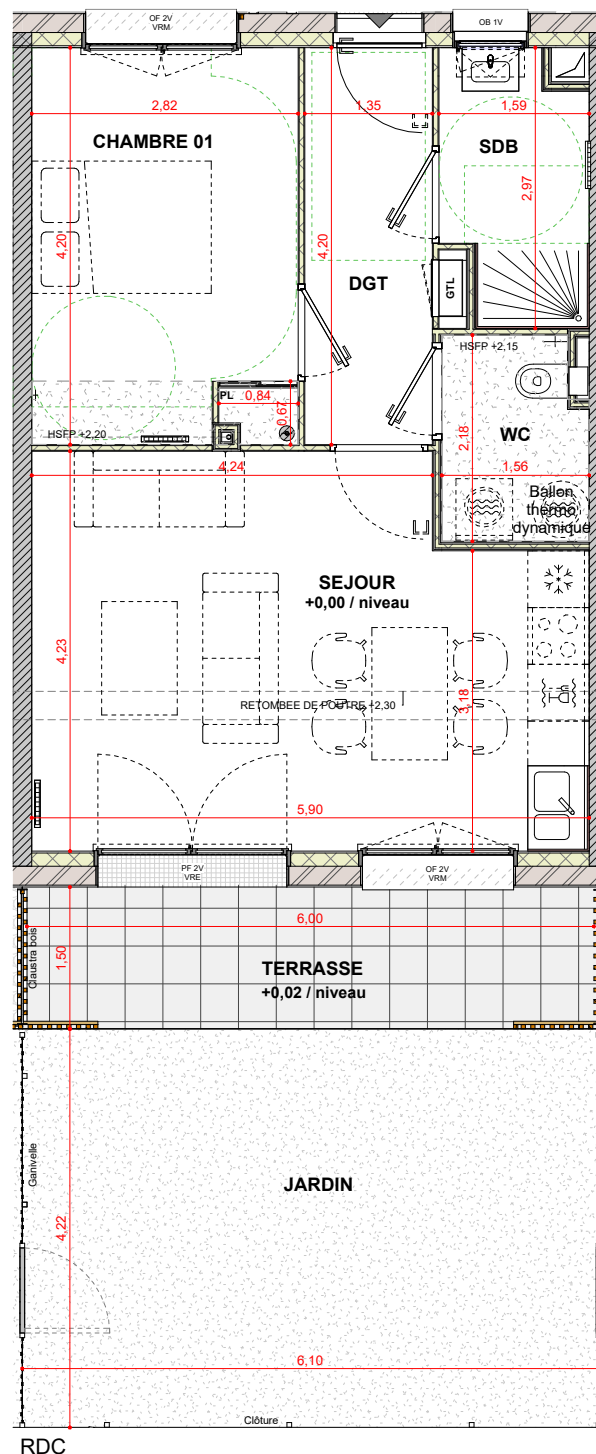 OF 2V
VRM
OB 1V
2,82
1,35
1,59
CHAMBRE 01
SDB
2,97
4,20
4,20
DGT
GTL
HSFP +2,15
PL
0,84
0,67
HSFP +2,20
WC
2,18
4,24
1,56
Ballon
thermo
dynamique
SEJOUR
+0,00 / niveau
4,23
3,18
RETOMBEE DE POUTRE +2,30
5,90
PF 2V
VRE
OF 2V
VRM
6,00
Claustra bois
1,50
TERRASSE
+0,02 / niveau
Ganivelle
JARDIN
4,22
6,10
Clôture
RDC